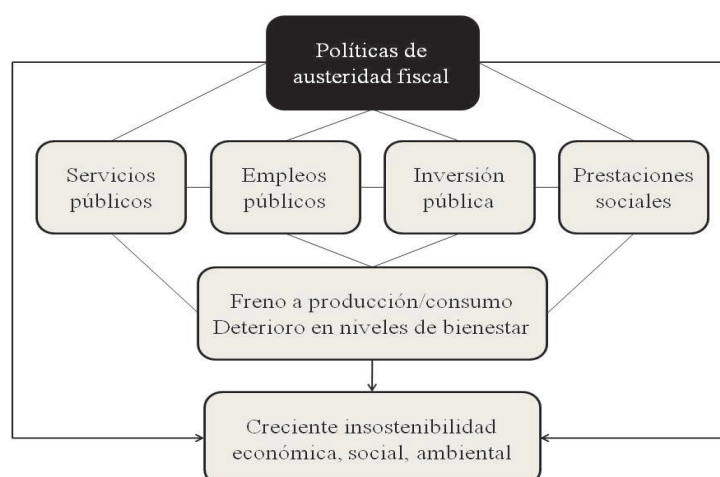 Políticas de
austeridad fiscal
Servicios
públicos
Empleos
públicos
Inversión
pública
Prestaciones
sociales
Freno a producción/consumo
Deterioro en niveles de bienestar
Creciente insostenibilidad
económica, social, ambiental